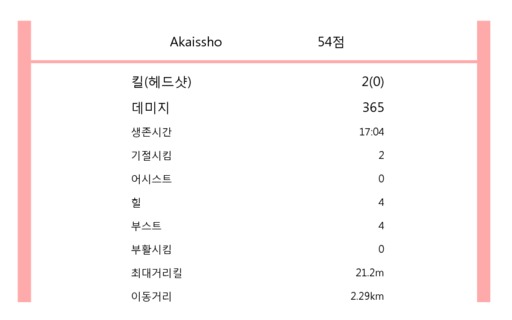 Akaissho 54점
킬(헤드샷) 2(0)
데미지 365
생존시간 17:04
기절시킴 2
어시스트 0
힐 4
부스트 4
부활시킴 0
최대거리킬 21.2m
이동거리 2.29km